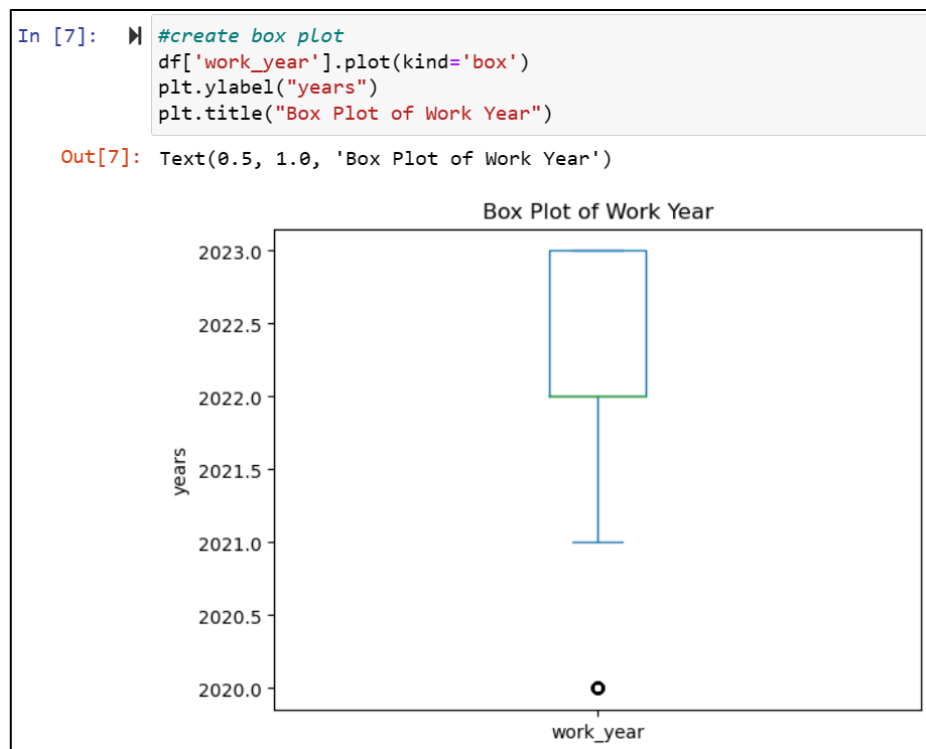 In [7]: #create box plot
df['work_year'].plot(kind='box')
plt.ylabel("years")
plt.title("Box Plot of Work Year")
Out[7]: Text(0.5, 1.0, 'Box Plot of Work Year')
Box Plot of Work Year
2023.0
2022.5
2022.0
2021.5
2021.0
2020.5
2020.0
years
work_year